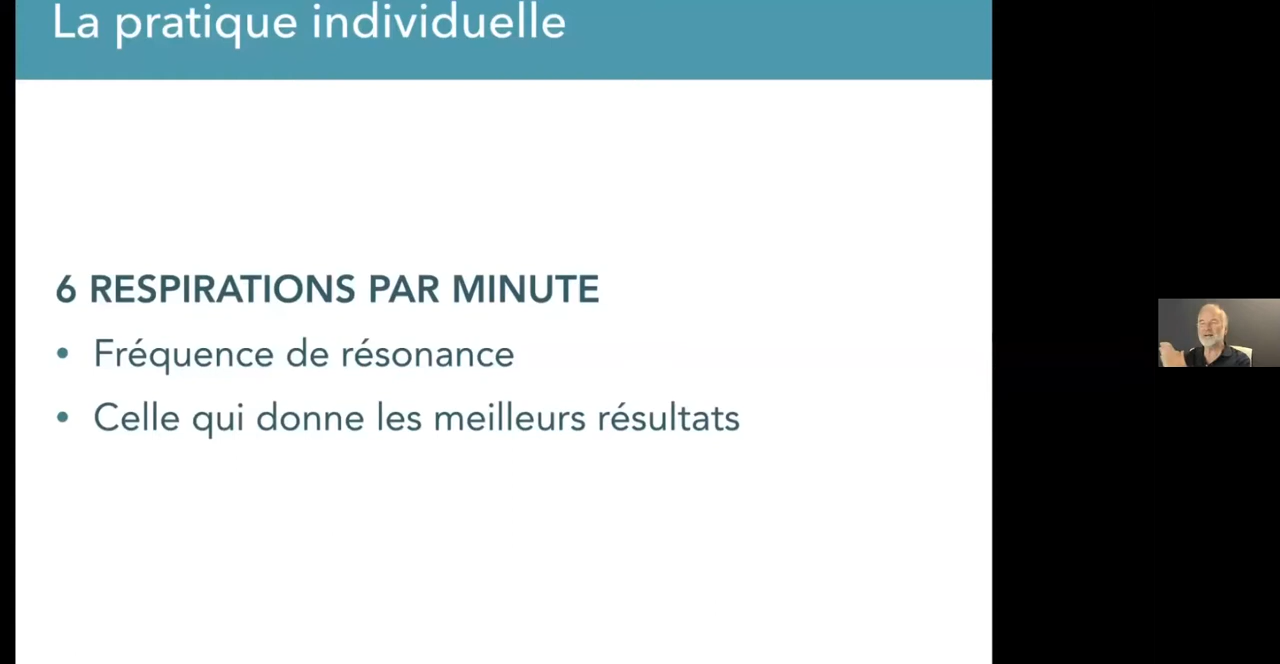 La pratique individuelle
6 RESPIRATIONS PAR MINUTE
• Fréquence de résonance
• Celle qui donne les meilleurs résultats